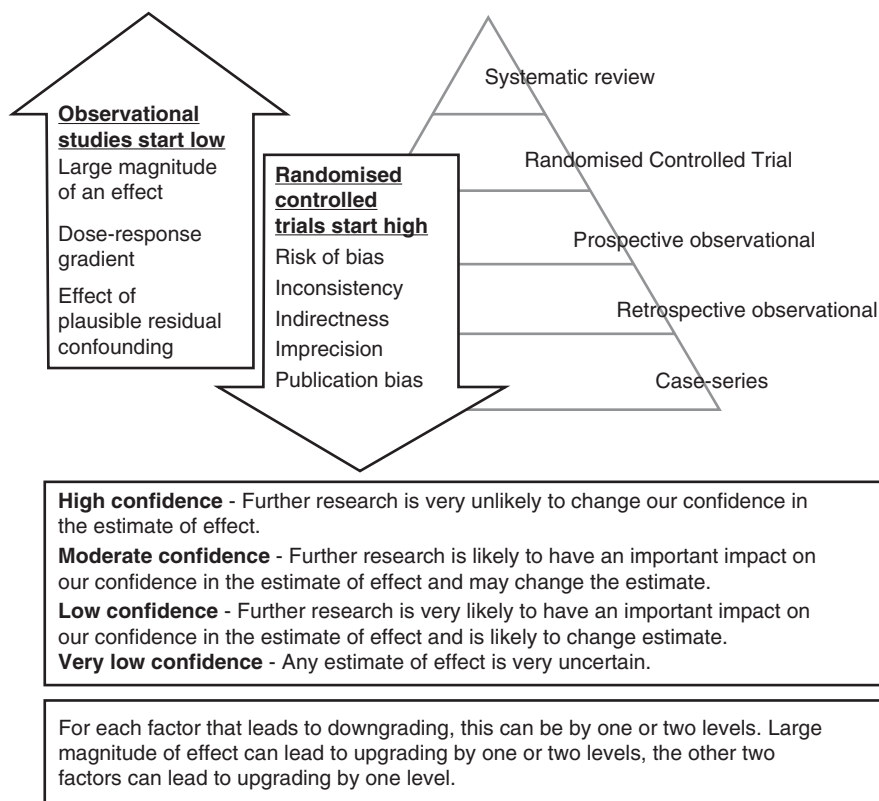 Observational
studies start low
Large magnitude
of an effect
Dose-response
gradient
Effect of
plausible residual
confounding
Randomised
controlled
trials start high
Risk of bias
Inconsistency
Indirectness
Imprecision
Publication bias
Systematic review
Randomised Controlled Trial
Prospective observational
Retrospective observational
Case-series
High confidence - Further research is very unlikely to change our confidence in
the estimate of effect.
Moderate confidence - Further research is likely to have an important impact on
our confidence in the estimate of effect and may change the estimate.
Low confidence - Further research is very likely to have an important impact on
our confidence in the estimate of effect and is likely to change estimate.
Very low confidence - Any estimate of effect is very uncertain.
For each factor that leads to downgrading, this can be by one or two levels. Large
magnitude of effect can lead to upgrading by one or two levels, the other two
factors can lead to upgrading by one level.